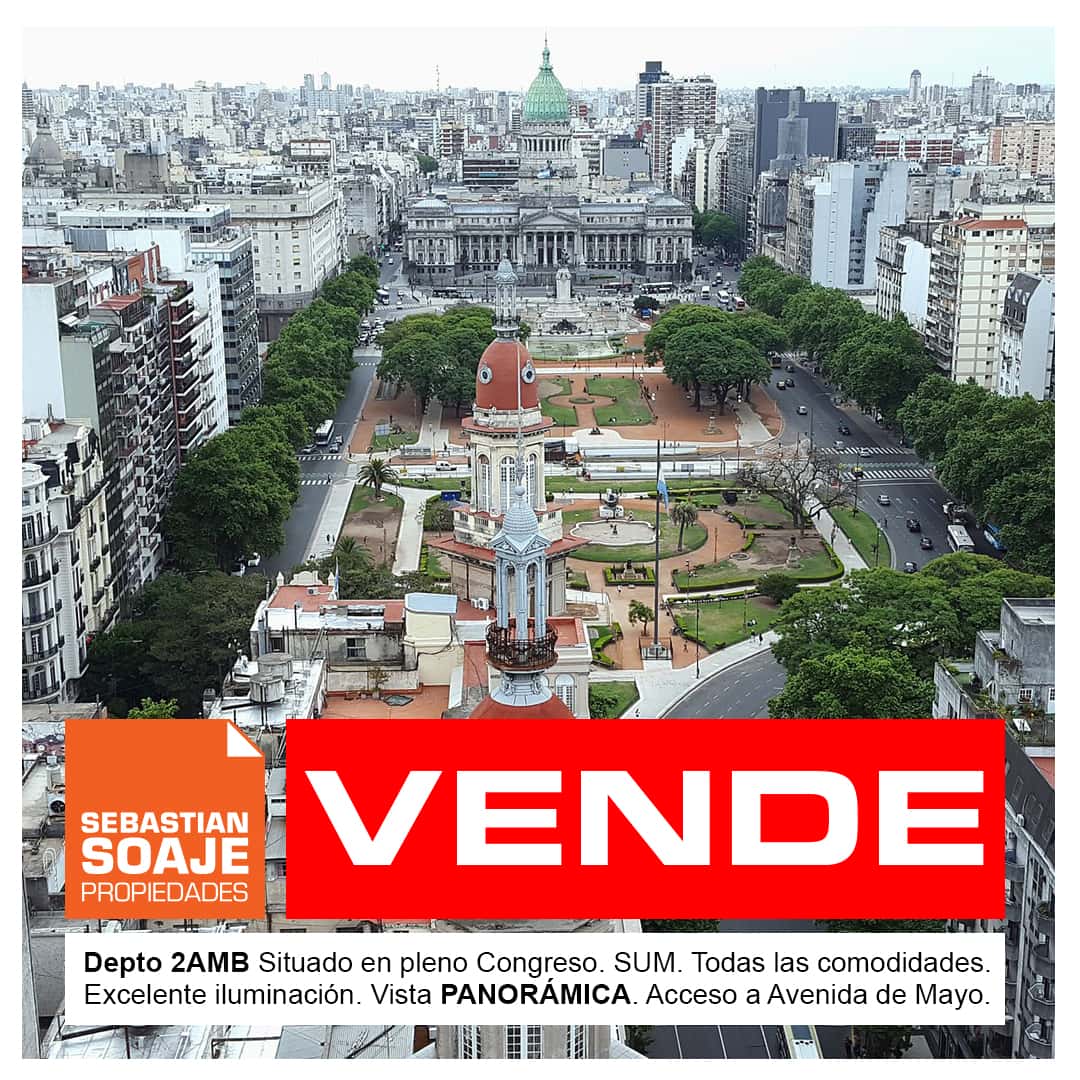 SEBASTIAN
SOAJE
PROPIEDADES
VENDE
Depto 2AMB Situado en pleno Congreso. SUM. Todas las comodidades.
Excelente iluminación. Vista PANORÁMICA. Acceso a Avenida de Mayo.